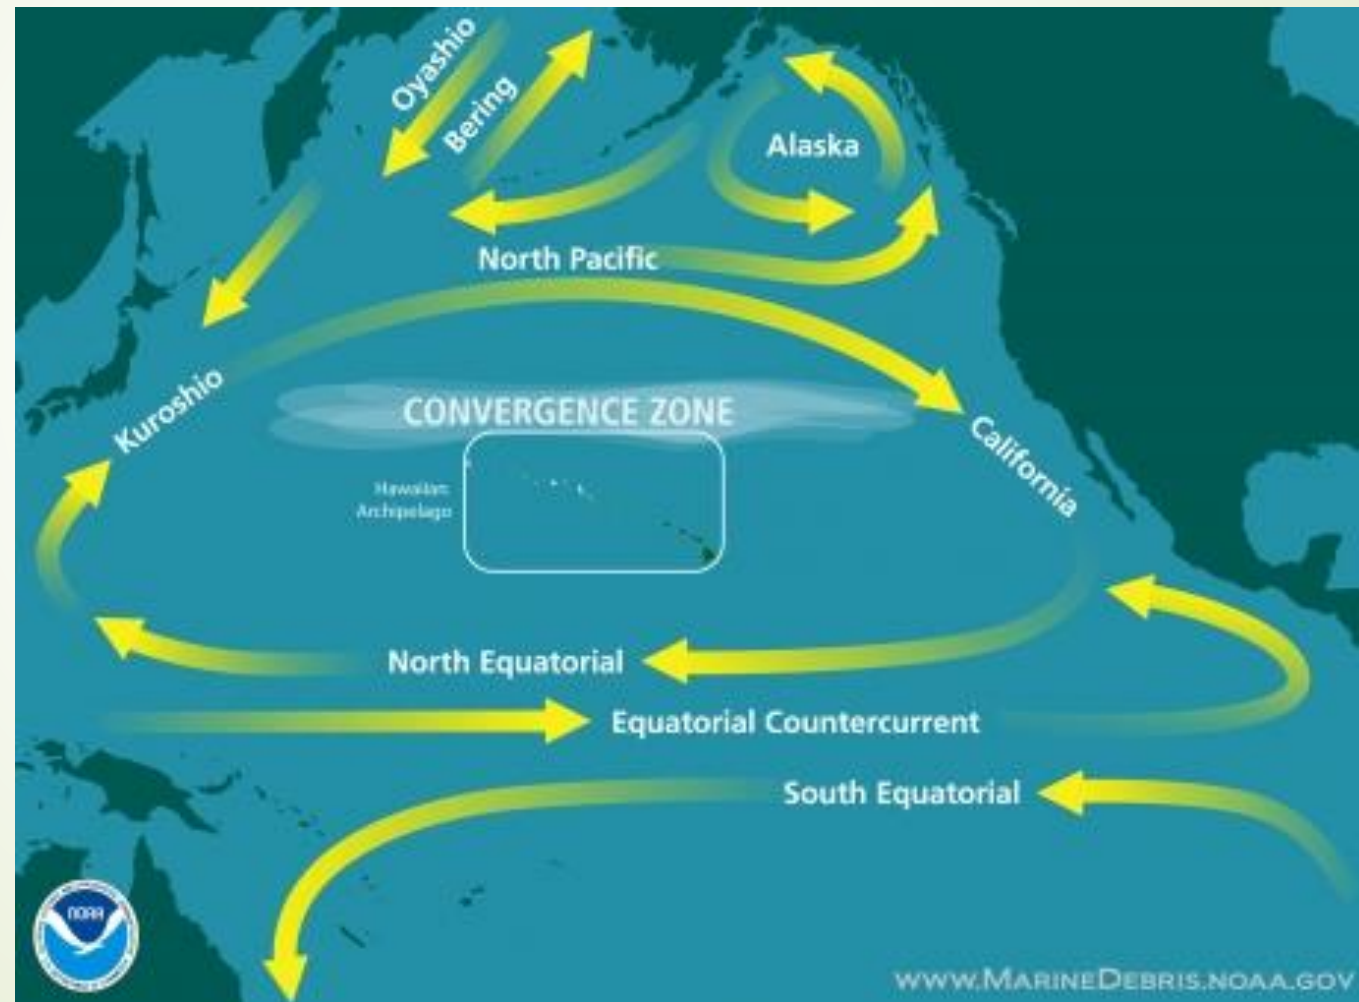 Oyashio
Bering
Alaska
North Pacific
Kuroshio
CONVERGENCE ZONE
California
Hawaiian
Archipelago
North Equatorial
Equatorial Countercurrent
South Equatorial
NOAA
WWW.MARINEDEBRIS.NOAA.GOV